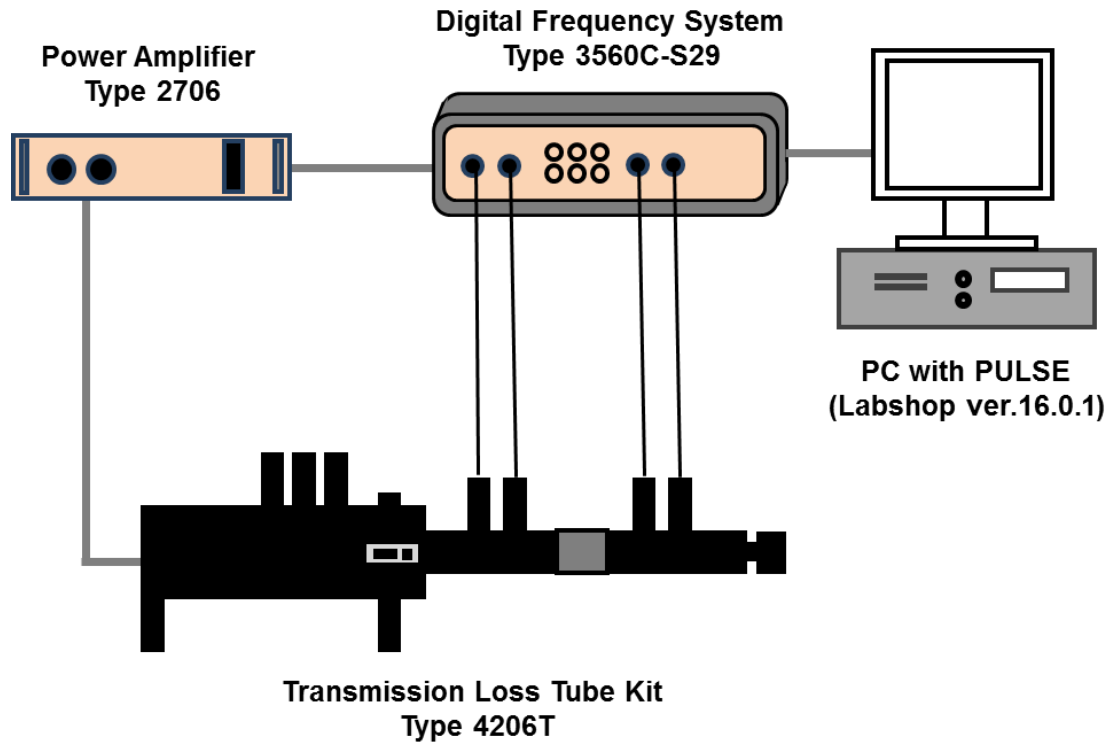 Digital Frequency System
Type 3560C-S29
Power Amplifier
Type 2706
PC with PULSE
(Labshop ver.16.0.1)
Transmission Loss Tube Kit
Type 4206T